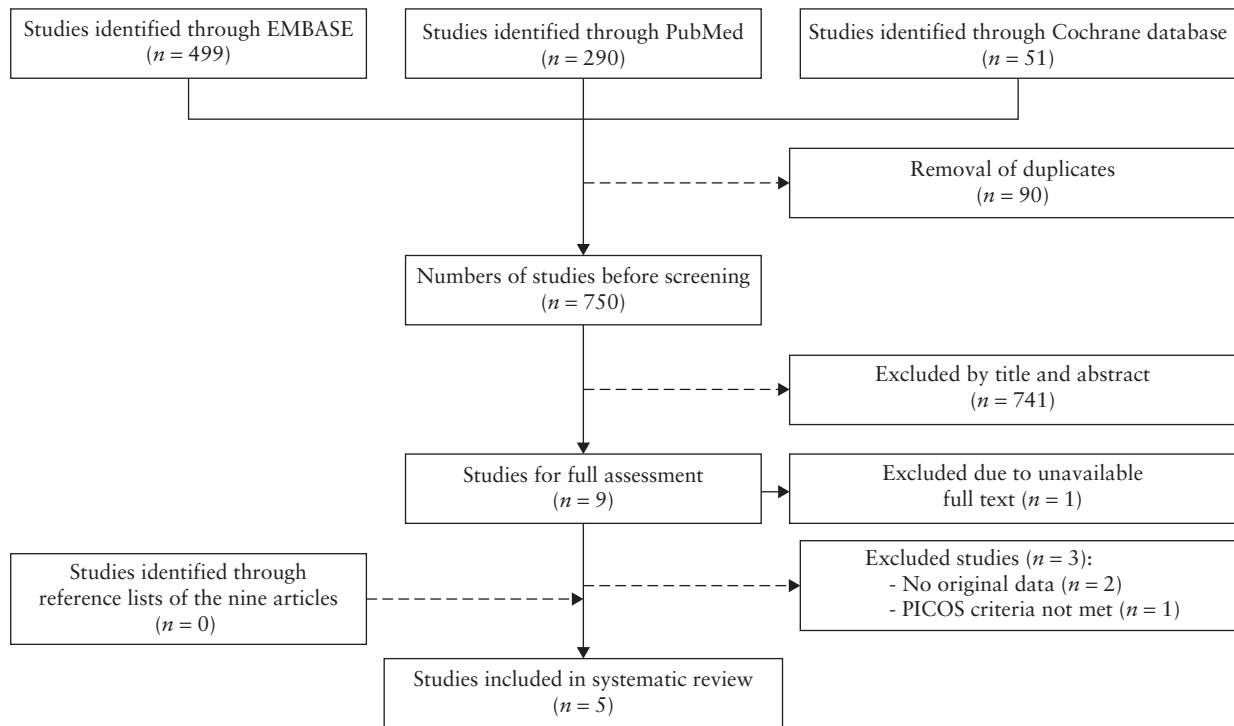 Studies identified through EMBASE
(n = 499)
Studies identified through PubMed
(n = 290)
Studies identified through Cochrane database
(n = 51)
Removal of duplicates
(n = 90)
Numbers of studies before screening
(n = 750)
Excluded by title and abstract
(n = 741)
Studies for full assessment
(n = 9)
Excluded due to unavailable
full text (n = 1)
Studies identified through
reference lists of the nine articles
(n = 0)
Excluded studies (n = 3):
- No original data (n = 2)
- PICOS criteria not met (n = 1)
Studies included in systematic review
(n = 5)